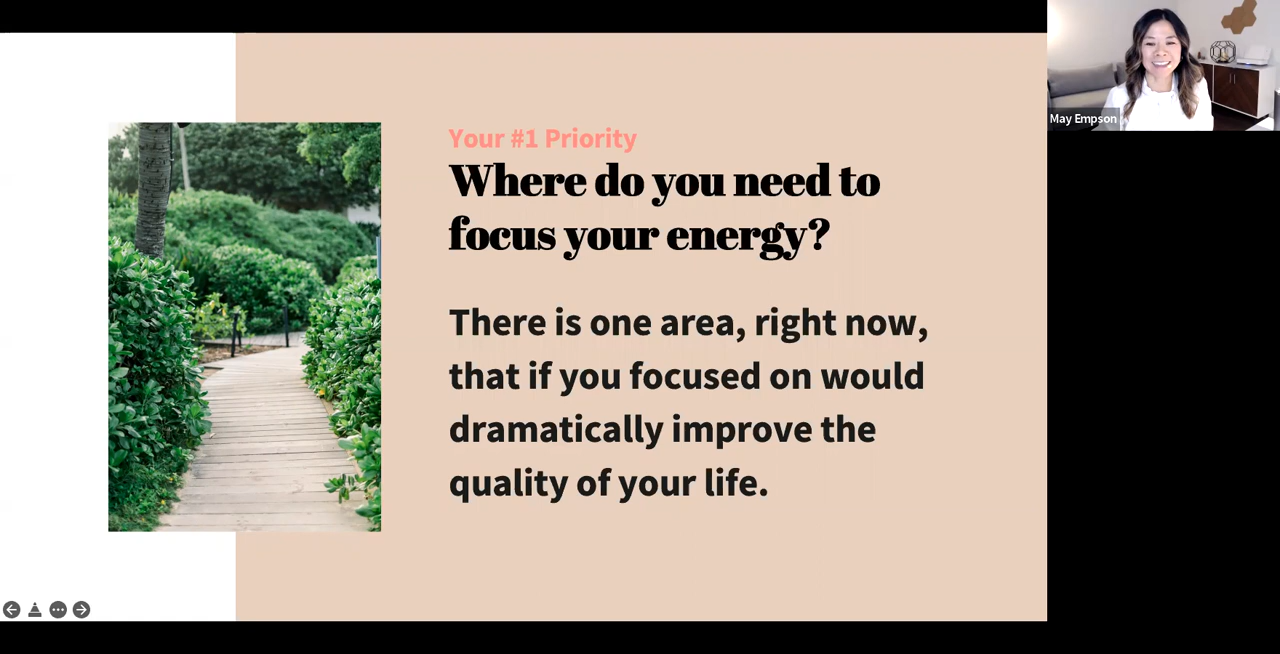 Your #1 Priority
Where do you need to
focus your energy?
There is one area, right now,
that if you focused on would
dramatically improve the
quality of your life.
May Empson